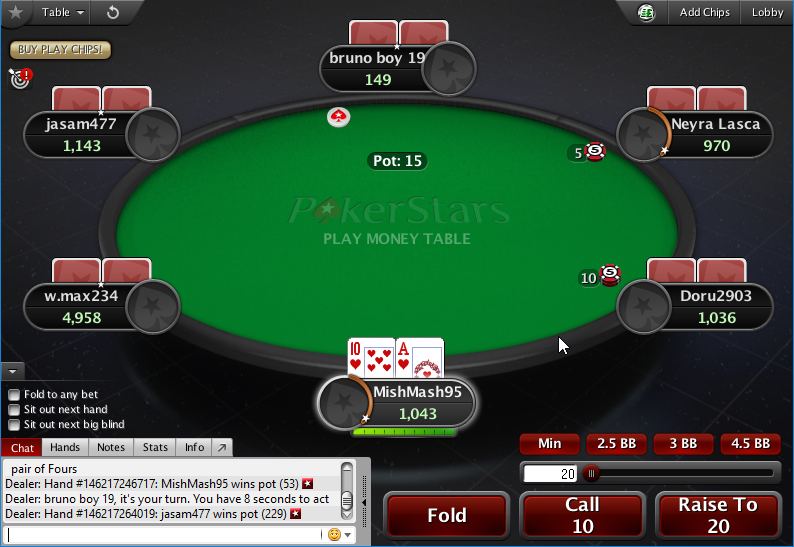 Table
Add Chips
Lobby
BUY PLAY CHIPS!
bruno boy 19
149
jasam477
1,143
Neyra Lasca
970
Pot: 15
5
PokerStars
PLAY MONEY TABLE
w.max234
4,958
10
Doru2903
1,036
10
A
MishMash95
1,043
Fold to any bet
Sit out next hand
Sit out next big blind
Chat Hands Notes Stats Info
pair of Fours
Dealer: Hand #146217246717: MishMash95 wins pot (53)
Dealer: bruno boy 19, it's your turn. You have 8 seconds to act
Dealer: Hand #146217264019: jasam477 wins pot (229)
Min 2.5 BB 3 BB 4.5 BB
20
Fold
Call
10
Raise To
20